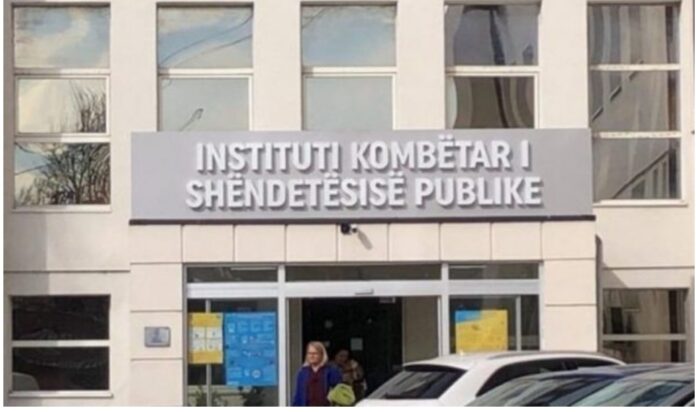 INSTITUTI KOMBËTAR I
SHËNDETËSISË PUBLIKE